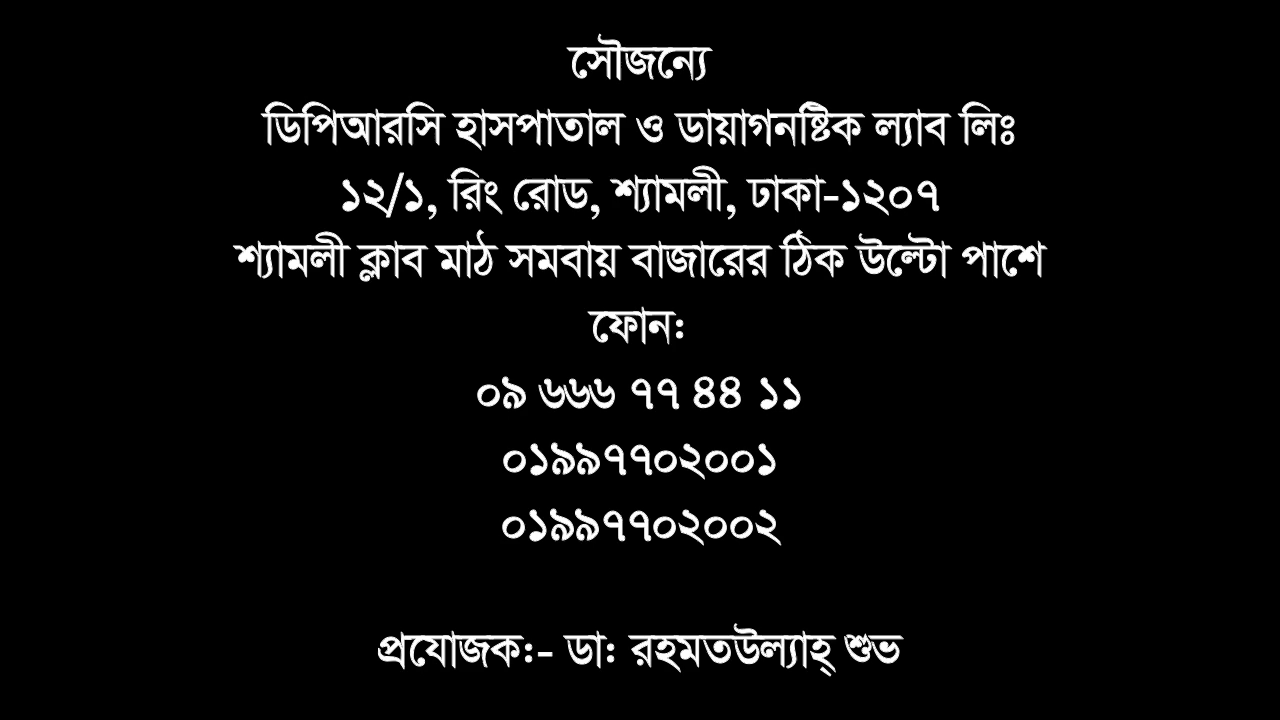 সৌজন্যে
ডিপিআরসি হাসপাতাল ও ডায়াগনষ্টিক ল্যাব লিঃ
১২/১, রিং রোড, শ্যামলী, ঢাকা-১২০৭
শ্যামলী ক্লাব মাঠ সমবায় বাজারের ঠিক উল্টো পাশে
ফোন:
০৯ ৬৬৬ ৭৭ ৪৪ ১১
০১৯৯৭৭০২০০১
০১৯৯৭৭০২০০২
প্রযোজক:- ডা: রহমতউল্যাহ্ শুভ